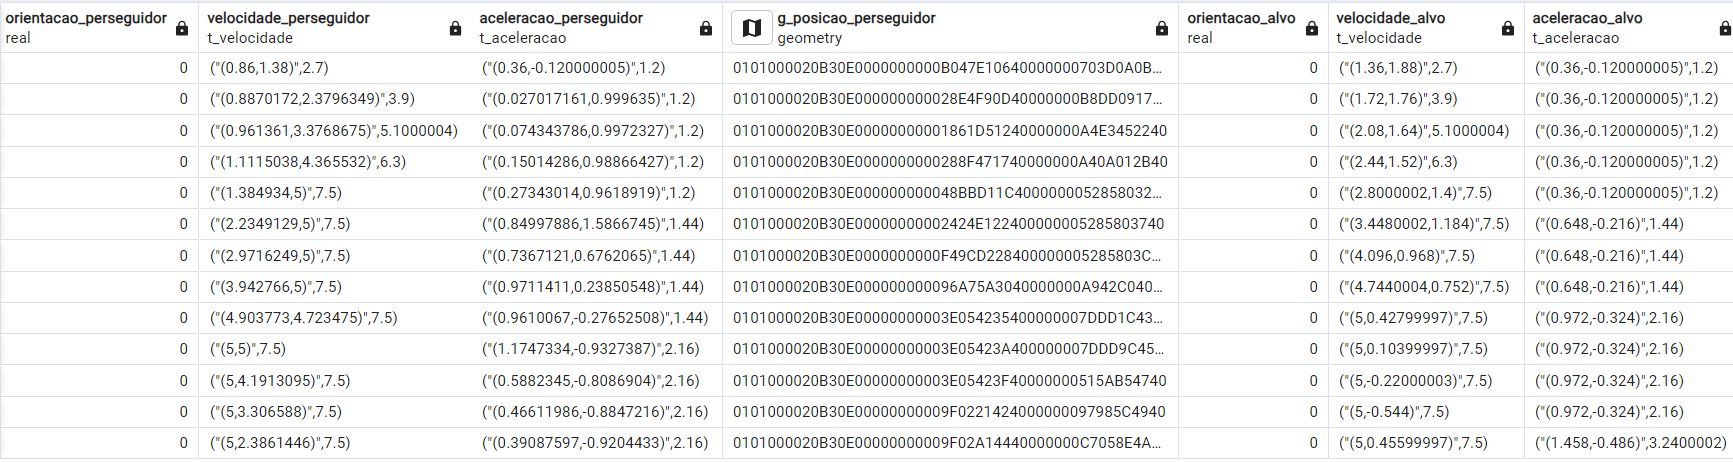 orientacao_perseguidor velocidade_perseguidor aceleracao_perseguidor g_posicao_perseguidor orientacao_alvo velocidade_alvo aceleracao_alvo
real t_velocidade t_aceleracao geometry real t_velocidade t_aceleracao
0 ("(0.86,1.38)",2.7) ("(0.36,-0.120000005)",1.2) 0101000020B30E0000000000B047E10640000000703D0A0B... 0 ("(1.36,1.88)",2.7) ("(0.36,-0.120000005)",1.2)
0 ("(0.8870172,2.3796349)",3.9) ("(0.027017161,0.999635)",1.2) 0101000020B30E000000000028E4F90D40000000B8DD0917... 0 ("(1.72,1.76)",3.9) ("(0.36,-0.120000005)",1.2)
0 ("(0.961361,3.3768675)",5.1000004) ("(0.074343786,0.9972327)",1.2) 0101000020B30E00000000001861D51240000000A4E3452240 0 ("(2.08,1.64)",5.1000004) ("(0.36,-0.120000005)",1.2)
0 ("(1.1115038,4.365532)",6.3) ("(0.15014286,0.98866427)",1.2) 0101000020B30E0000000000288F471740000000A40A012B40 0 ("(2.44,1.52)",6.3) ("(0.36,-0.120000005)",1.2)
0 ("(1.384934,5)",7.5) ("(0.27343014,0.9618919)",1.2) 0101000020B30E000000000048BBD11C4000000052858032... 0 ("(2.8000002,1.4)",7.5) ("(0.36,-0.120000005)",1.2)
0 ("(2.2349129,5)",7.5) ("(0.84997886,1.5866745)",1.44) 0101000020B30E00000000002424E122400000005285803740 0 ("(3.4480002,1.184)",7.5) ("(0.648,-0.216)",1.44)
0 ("(2.9716249,5)",7.5) ("(0.7367121,0.6762065)",1.44) 0101000020B30E0000000000F49CD228400000005285803C... 0 ("(4.096,0.968)",7.5) ("(0.648,-0.216)",1.44)
0 ("(3.942766,5)",7.5) ("(0.9711411,0.23850548)",1.44) 0101000020B30E000000000096A75A3040000000A942C040... 0 ("(4.7440004,0.752)",7.5) ("(0.648,-0.216)",1.44)
0 ("(4.903773,4.723475)",7.5) ("(0.9610067,-0.27652508)",1.44) 0101000020B30E00000000003E054235400000007DDD1C43... 0 ("(5,0.42799997)",7.5) ("(0.972,-0.324)",2.16)
0 ("(5,5)",7.5) ("(1.1747334,-0.9327387)",2.16) 0101000020B30E00000000003E05423A400000007DDD9C45... 0 ("(5,0.10399997)",7.5) ("(0.972,-0.324)",2.16)
0 ("(5,4.1913095)",7.5) ("(0.5882345,-0.8086904)",2.16) 0101000020B30E00000000003E05423F40000000515AB54740 0 ("(5,-0.22000003)",7.5) ("(0.972,-0.324)",2.16)
0 ("(5,3.306588)",7.5) ("(0.46611986,-0.8847216)",2.16) 0101000020B30E00000000009F0221424000000097985C4940 0 ("(5,-0.544)",7.5) ("(0.972,-0.324)",2.16)
0 ("(5,2.3861446)",7.5) ("(0.39087597,-0.9204433)",2.16) 0101000020B30E00000000009F02A14440000000C7058E4A... 0 ("(5,0.45599997)",7.5) ("(1.458,-0.486)",3.2400002)